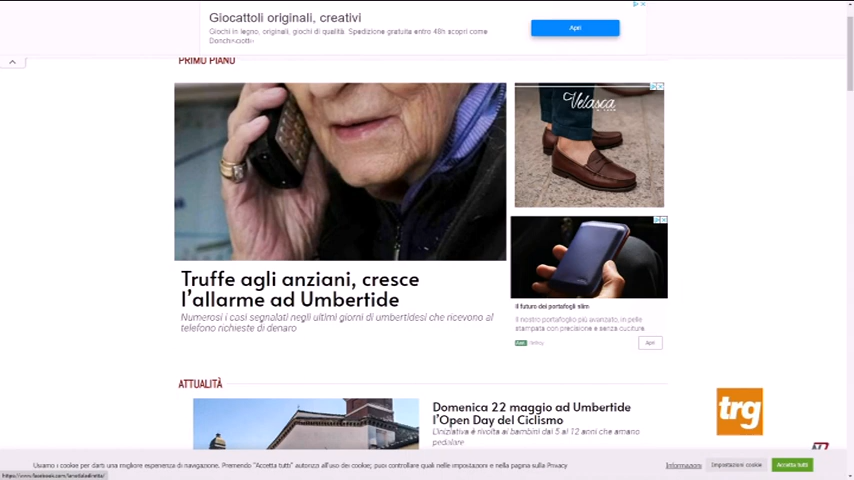 Giocattoli originali, creativi
Giochi in legno, originali, giochi di qualità. Spedizione gratuita entro 48h scopri come
Apri
PRIMO PIANO
Velasca
Truffe agli anziani, cresce
l'allarme ad Umbertide
Numerosi i casi segnalati negli ultimi giorni di umbertidesi che ricevono al
telefono richieste di denaro
Il futuro dei portafogli slim
Il nostro portafoglio più avanzato, in pelle
stampata con precisione e senza cuciture
Apri
ATTUALITÀ
Domenica 22 maggio ad Umbertide
l'Open Day del Ciclismo
L'iniziativa è rivolta ai bambini dai 5 ai 12 anni che amano
pedalare
trg
Usiamo i cookie per darti una migliore esperienza di navigazione. Premendo "Accetta tutti" autorizzi all'uso dei cookie; puoi controllare quali nelle impostazioni e nella pagina sulla Privacy
Informazioni
Impostazioni cookie
Accetta tutti